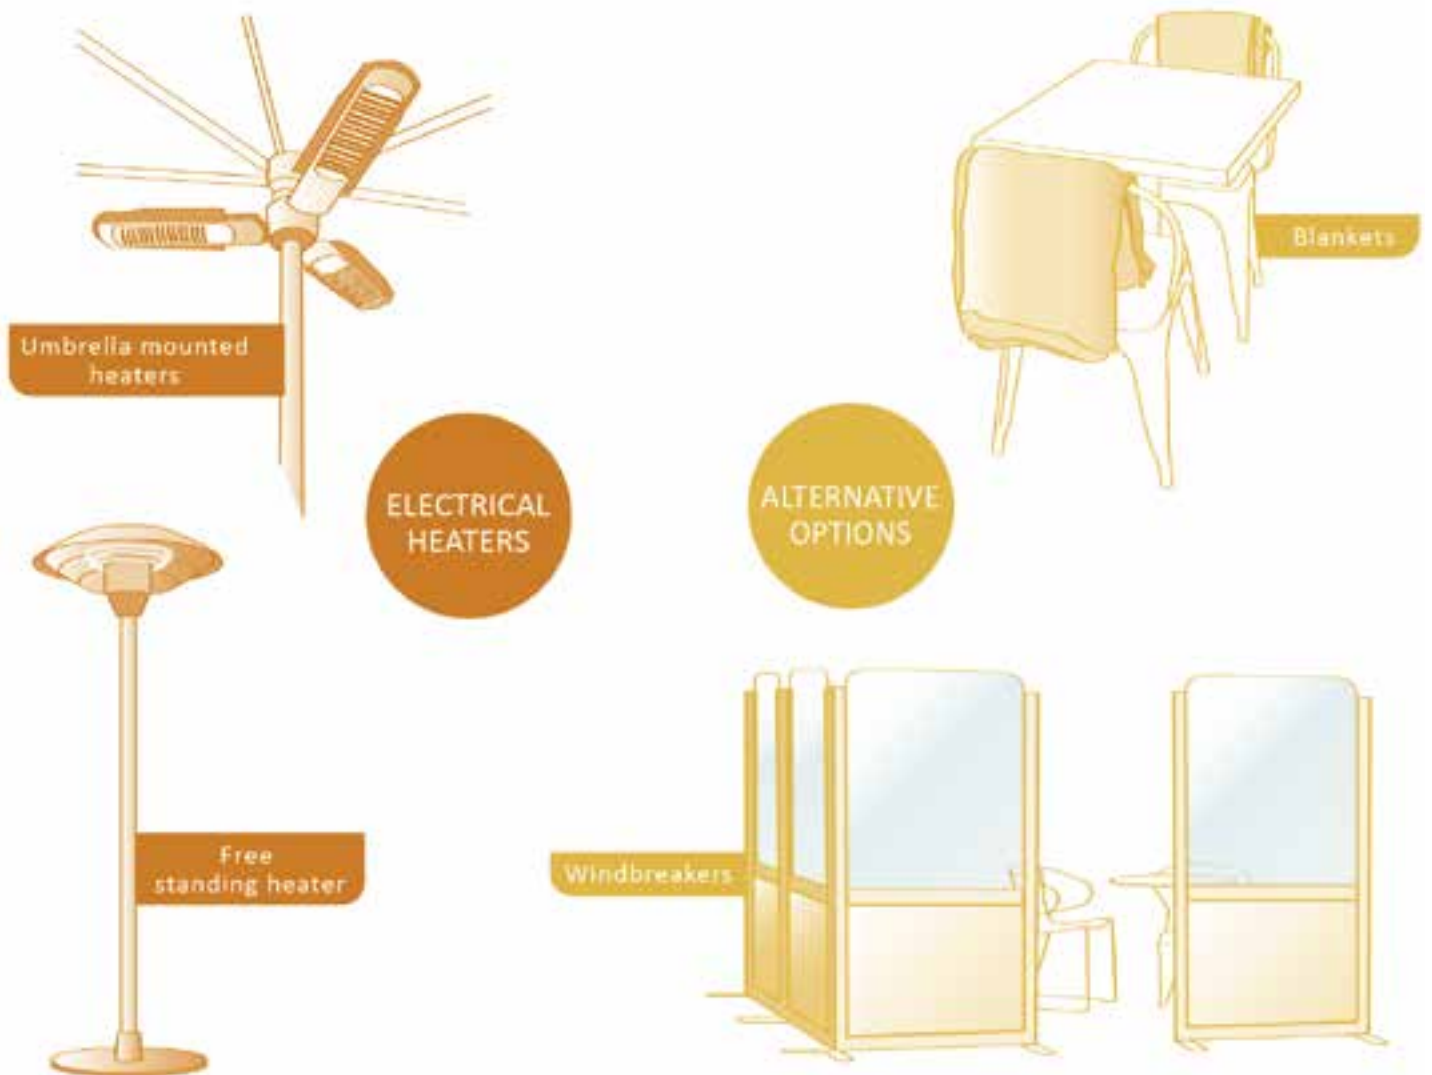 Umbrella mounted
heaters
Blankets
ELECTRICAL
HEATERS
ALTERNATIVE
OPTIONS
Free
standing heater
Windbreakers